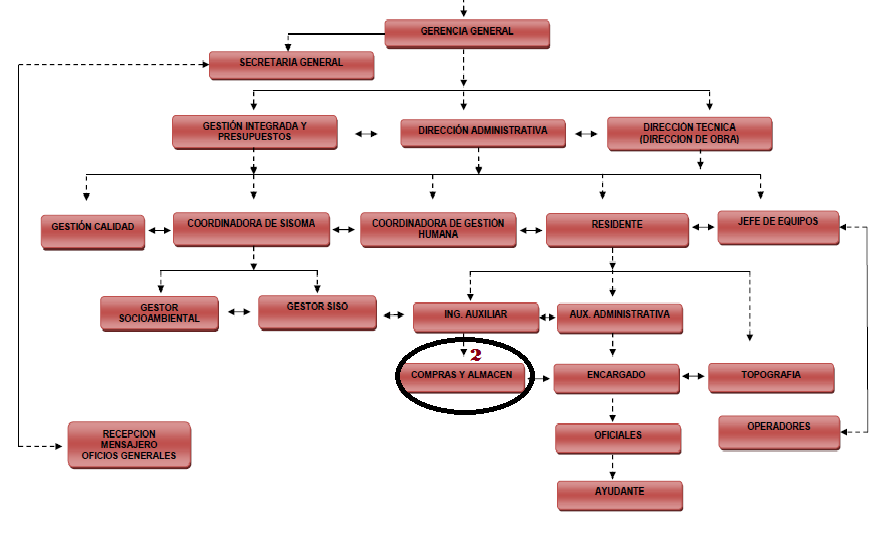 GERENCIA GENERAL
SECRETARIA GENERAL
GESTIÓN INTEGRADA Y
PRESUPUESTOS
DIRECCIÓN ADMINISTRATIVA
DIRECCIÓN TECNICA
(DIRECCION DE OBRA)
GESTIÓN CALIDAD
COORDINADORA DE SISOMA
COORDINADORA DE GESTIÓN
HUMANA
RESIDENTE
JEFE DE EQUIPOS
GESTOR
SOCIOAMBIENTAL
GESTOR SISO
ING. AUXILIAR
AUX. ADMINISTRATIVA
2
COMPRAS Y ALMACEN
ENCARGADO
TOPOGRAFIA
RECEPCION
MENSAJERO
OFICIOS GENERALES
OFICIALES
OPERADORES
AYUDANTE